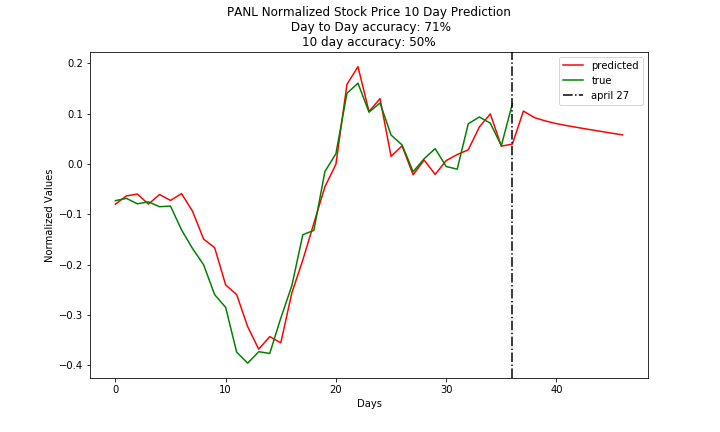 PANL Normalized Stock Price 10 Day Prediction
Day to Day accuracy: 71%
10 day accuracy: 50%
predicted
true
april 27
0.2
0.1
0.0
−0.1
−0.2
−0.3
−0.4
Normalized Values
0 10 20 30 40
Days